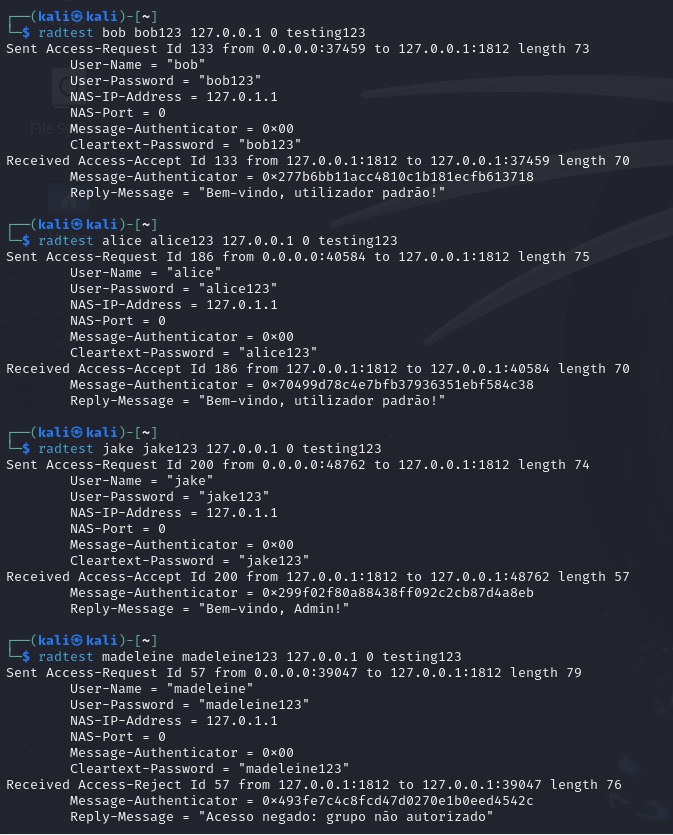 ┌──(kali㉿kali)-[~]
└─$ radtest bob bob123 127.0.0.1 0 testing123
Sent Access-Request Id 133 from 0.0.0.0:37459 to 127.0.0.1:1812 length 73
User-Name = "bob"
User-Password = "bob123"
NAS-IP-Address = 127.0.1.1
NAS-Port = 0
Message-Authenticator = 0x00
Cleartext-Password = "bob123"
Received Access-Accept Id 133 from 127.0.0.1:1812 to 127.0.0.1:37459 length 70
Message-Authenticator = 0x277b6bb11acc4810c1b181ecfb613718
Reply-Message = "Bem-vindo, utilizador padrão!"
┌──(kali㉿kali)-[~]
└─$ radtest alice alice123 127.0.0.1 0 testing123
Sent Access-Request Id 186 from 0.0.0.0:40584 to 127.0.0.1:1812 length 75
User-Name = "alice"
User-Password = "alice123"
NAS-IP-Address = 127.0.1.1
NAS-Port = 0
Message-Authenticator = 0x00
Cleartext-Password = "alice123"
Received Access-Accept Id 186 from 127.0.0.1:1812 to 127.0.0.1:40584 length 70
Message-Authenticator = 0x70499d78c4e7bfb37936351ebf584c38
Reply-Message = "Bem-vindo, utilizador padrão!"
┌──(kali㉿kali)-[~]
└─$ radtest jake jake123 127.0.0.1 0 testing123
Sent Access-Request Id 200 from 0.0.0.0:48762 to 127.0.0.1:1812 length 74
User-Name = "jake"
User-Password = "jake123"
NAS-IP-Address = 127.0.1.1
NAS-Port = 0
Message-Authenticator = 0x00
Cleartext-Password = "jake123"
Received Access-Accept Id 200 from 127.0.0.1:1812 to 127.0.0.1:48762 length 57
Message-Authenticator = 0x299f02f80a88438ff092c2cb87d4a8eb
Reply-Message = "Bem-vindo, Admin!"
┌──(kali㉿kali)-[~]
└─$ radtest madeleine madeleine123 127.0.0.1 0 testing123
Sent Access-Request Id 57 from 0.0.0.0:39047 to 127.0.0.1:1812 length 79
User-Name = "madeleine"
User-Password = "madeleine123"
NAS-IP-Address = 127.0.1.1
NAS-Port = 0
Message-Authenticator = 0x00
Cleartext-Password = "madeleine123"
Received Access-Reject Id 57 from 127.0.0.1:1812 to 127.0.0.1:39047 length 76
Message-Authenticator = 0x493fe7c4c8fcd47d0270e1b0eed4542c
Reply-Message = "Acesso negado: grupo não autorizado"